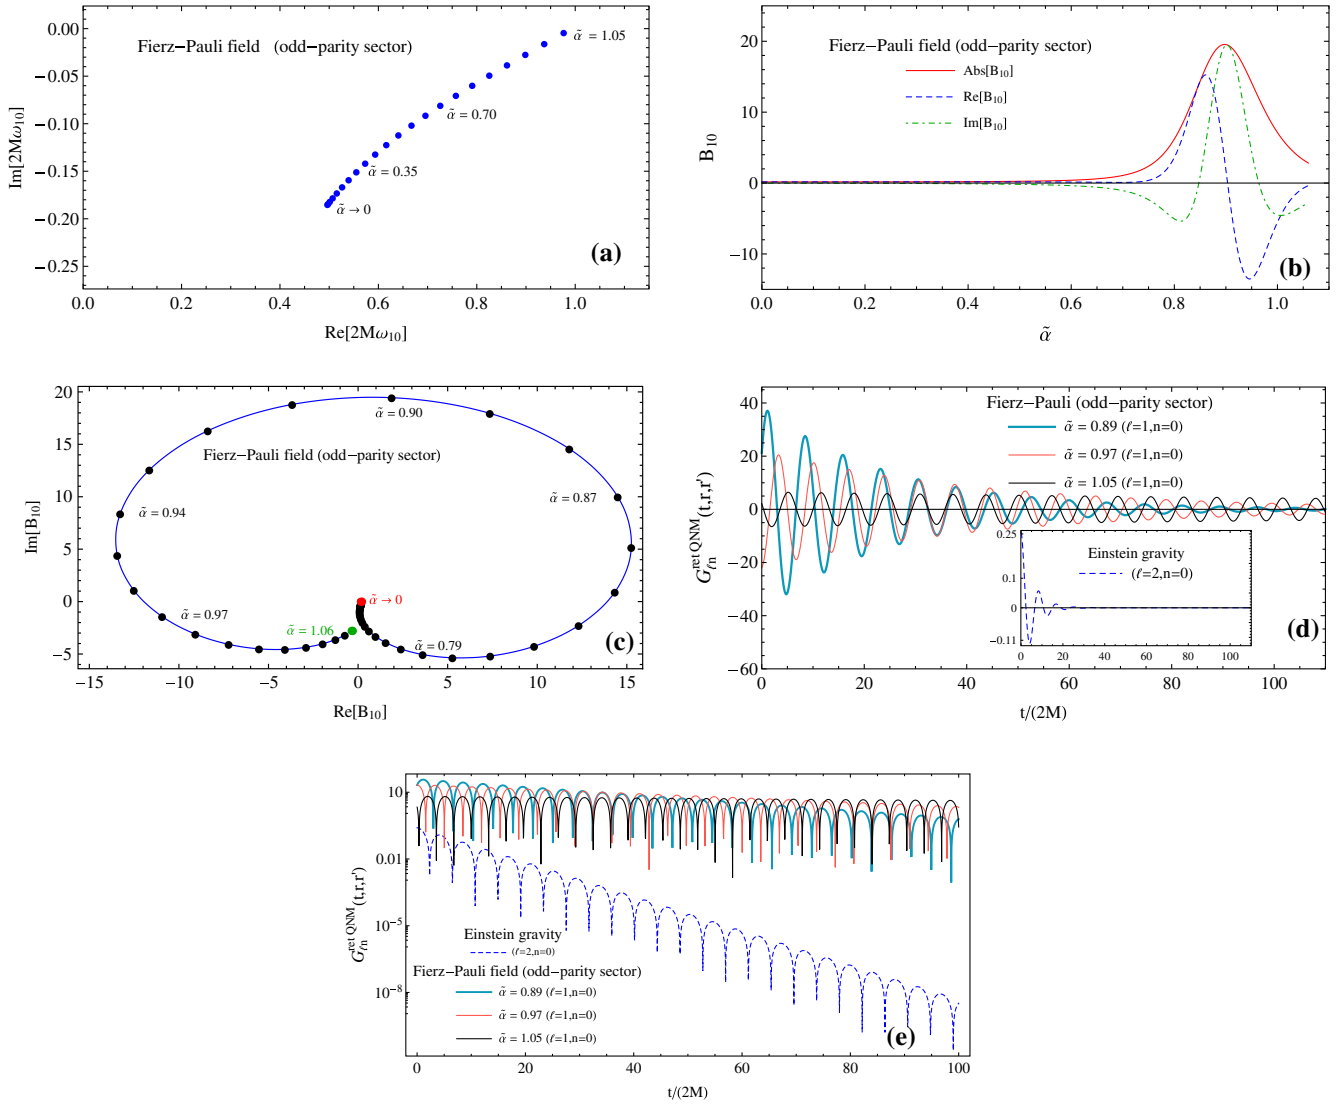 Fierz−Pauli field (odd−parity sector)
α̃ = 1.05
α̃ = 0.70
α̃ = 0.35
α̃ → 0
(a)
0.00
−0.05
−0.10
−0.15
−0.20
−0.25
0.0 0.2 0.4 0.6 0.8 1.0
Im[2Mω₁₀]
Re[2Mω₁₀]
Fierz−Pauli field (odd−parity sector)
Abs[B₁₀]
Re[B₁₀]
Im[B₁₀]
20
10
0
−10
B₁₀
(b)
0.0 0.2 0.4 0.6 0.8 1.0
α̃
20
15
10
5
0
−5
Im[B₁₀]
α̃ = 0.90
Fierz−Pauli field (odd−parity sector)
α̃ = 0.87
α̃ = 0.94
α̃ → 0
α̃ = 0.97
α̃ = 1.06
α̃ = 0.79
(c)
−15 −10 −5 0 5 10 15
Re[B₁₀]
40
20
0
−20
−40
−60
G_{ℓn}^{ret QNM}(t,r,r')
Fierz−Pauli (odd−parity sector)
α̃ = 0.89 (ℓ=1,n=0)
α̃ = 0.97 (ℓ=1,n=0)
α̃ = 1.05 (ℓ=1,n=0)
0.25
0.11
0
−0.11
Einstein gravity
(ℓ=2,n=0)
0 20 40 60 80 100
(d)
0 20 40 60 80 100
t/(2M)
10
0.01
10⁻⁵
10⁻⁸
G_{ℓn}^{ret QNM}(t,r,r')
Einstein gravity
(ℓ=2,n=0)
Fierz−Pauli field (odd−parity sector)
α̃ = 0.89 (ℓ=1,n=0)
α̃ = 0.97 (ℓ=1,n=0)
α̃ = 1.05 (ℓ=1,n=0)
(e)
0 20 40 60 80 100
t/(2M)